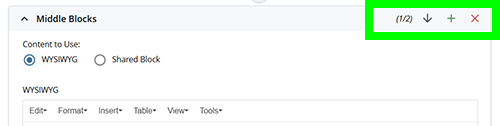 Middle Blocks (1/2)
Content to Use:
WYSIWYG Shared Block
WYSIWYG
Edit Format Insert Table View Tools